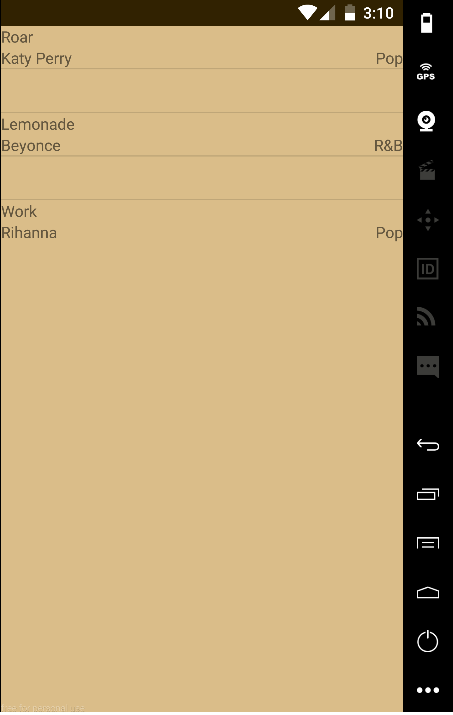 3:10
Roar
Katy Perry Pop
GPS
Lemonade
Beyonce R&B
Work
Rihanna Pop
ID